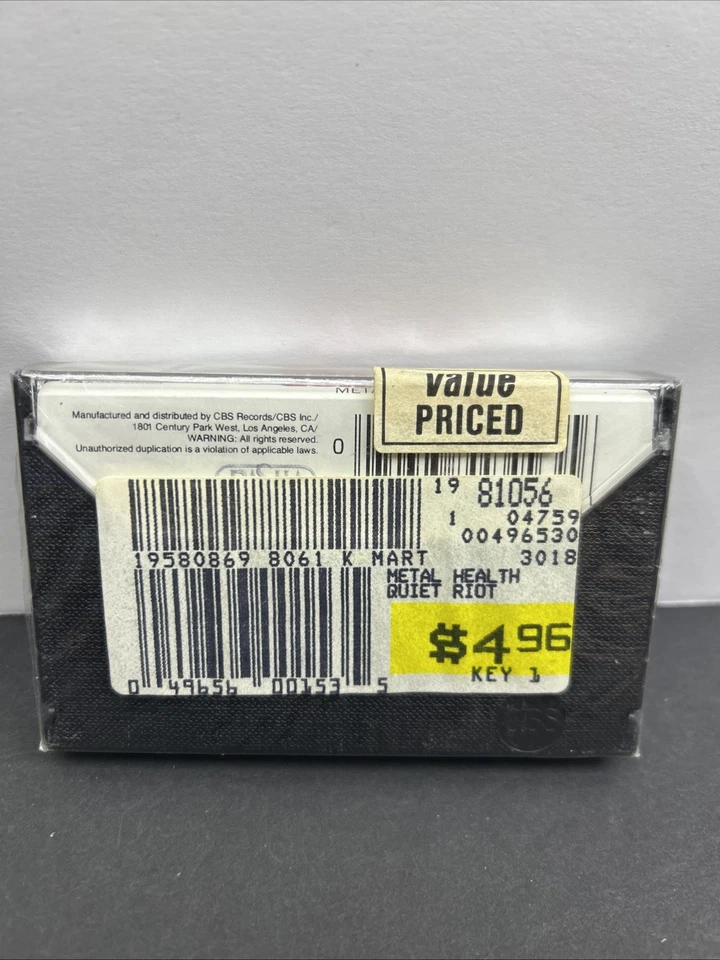 Value
PRICED
Manufactured and distributed by CBS Records/CBS Inc./
1801 Century Park West, Los Angeles, CA/
WARNING: All rights reserved.
Unauthorized duplication is a violation of applicable laws.
0
19 81056
1 04759
00496530
19580869 8061 K MART 3018
METAL HEALTH
QUIET RIOT
$4.96
KEY 1
0 49656 00153 5
CBS